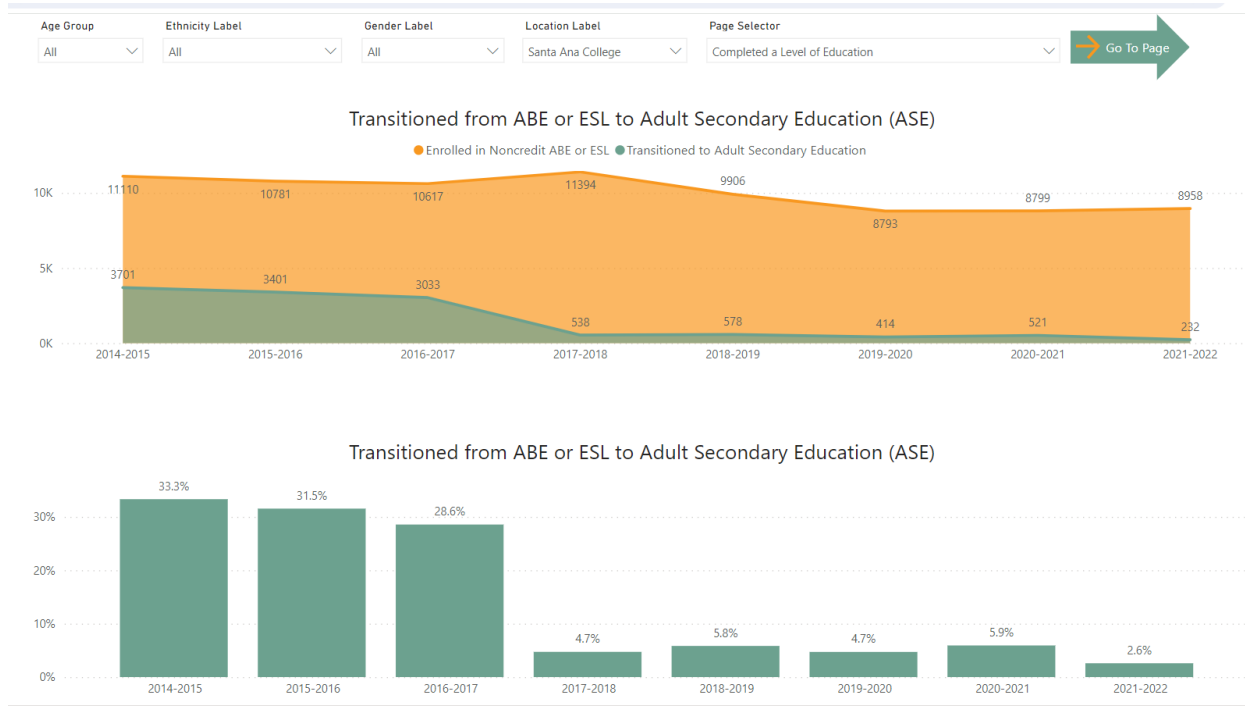 Age Group Ethnicity Label Gender Label Location Label Page Selector
All All All Santa Ana College Completed a Level of Education Go To Page
Transitioned from ABE or ESL to Adult Secondary Education (ASE)
Enrolled in Noncredit ABE or ESL Transitioned to Adult Secondary Education
10K 11110 10781 10617 11394 9906 8793 8799 8958
5K 3701 3401 3033 538 578 414 521 232
0K
2014-2015 2015-2016 2016-2017 2017-2018 2018-2019 2019-2020 2020-2021 2021-2022
Transitioned from ABE or ESL to Adult Secondary Education (ASE)
33.3% 31.5% 28.6% 4.7% 5.8% 4.7% 5.9% 2.6%
30%
20%
10%
0%
2014-2015 2015-2016 2016-2017 2017-2018 2018-2019 2019-2020 2020-2021 2021-2022